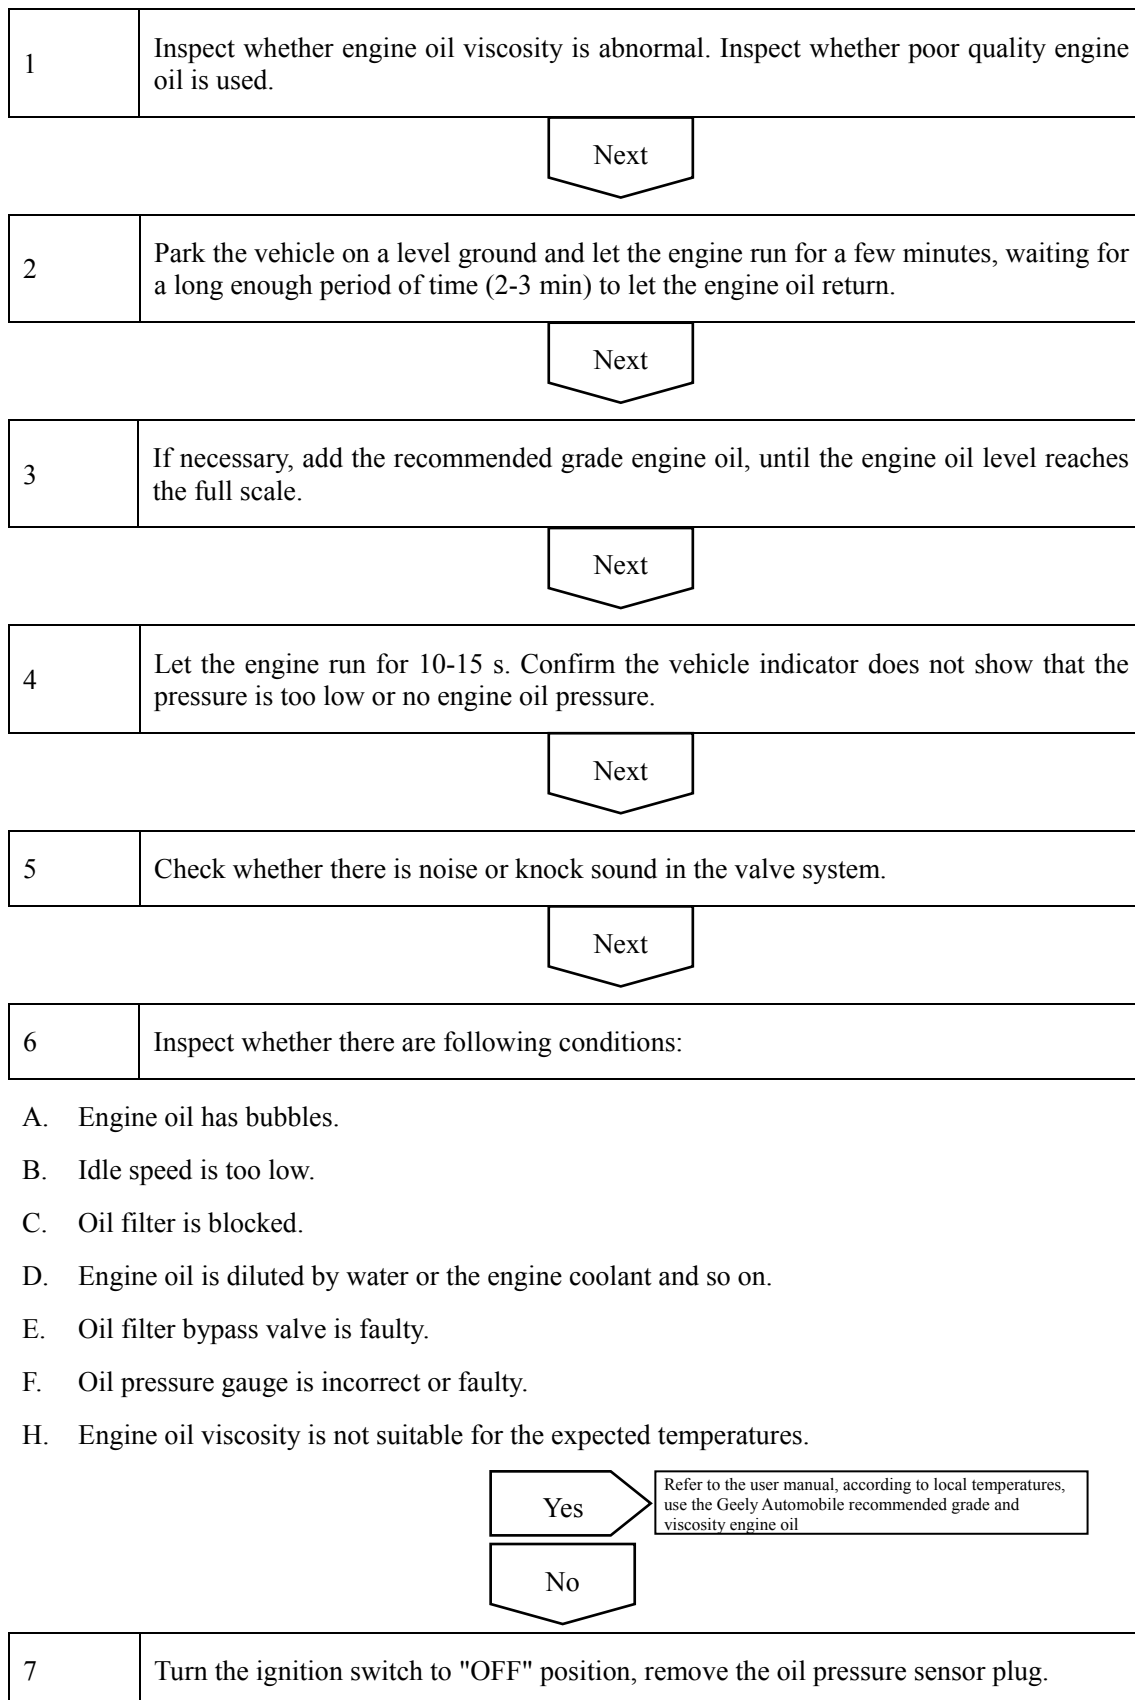 1
Inspect whether engine oil viscosity is abnormal. Inspect whether poor quality engine
oil is used.
Next
2
Park the vehicle on a level ground and let the engine run for a few minutes, waiting for
a long enough period of time (2-3 min) to let the engine oil return.
Next
3
If necessary, add the recommended grade engine oil, until the engine oil level reaches
the full scale.
Next
4
Let the engine run for 10-15 s. Confirm the vehicle indicator does not show that the
pressure is too low or no engine oil pressure.
Next
5
Check whether there is noise or knock sound in the valve system.
Next
6
Inspect whether there are following conditions:
A. Engine oil has bubbles.
B. Idle speed is too low.
C. Oil filter is blocked.
D. Engine oil is diluted by water or the engine coolant and so on.
E. Oil filter bypass valve is faulty.
F. Oil pressure gauge is incorrect or faulty.
H. Engine oil viscosity is not suitable for the expected temperatures.
Yes
Refer to the user manual, according to local temperatures,
use the Geely Automobile recommended grade and
viscosity engine oil
No
7
Turn the ignition switch to "OFF" position, remove the oil pressure sensor plug.